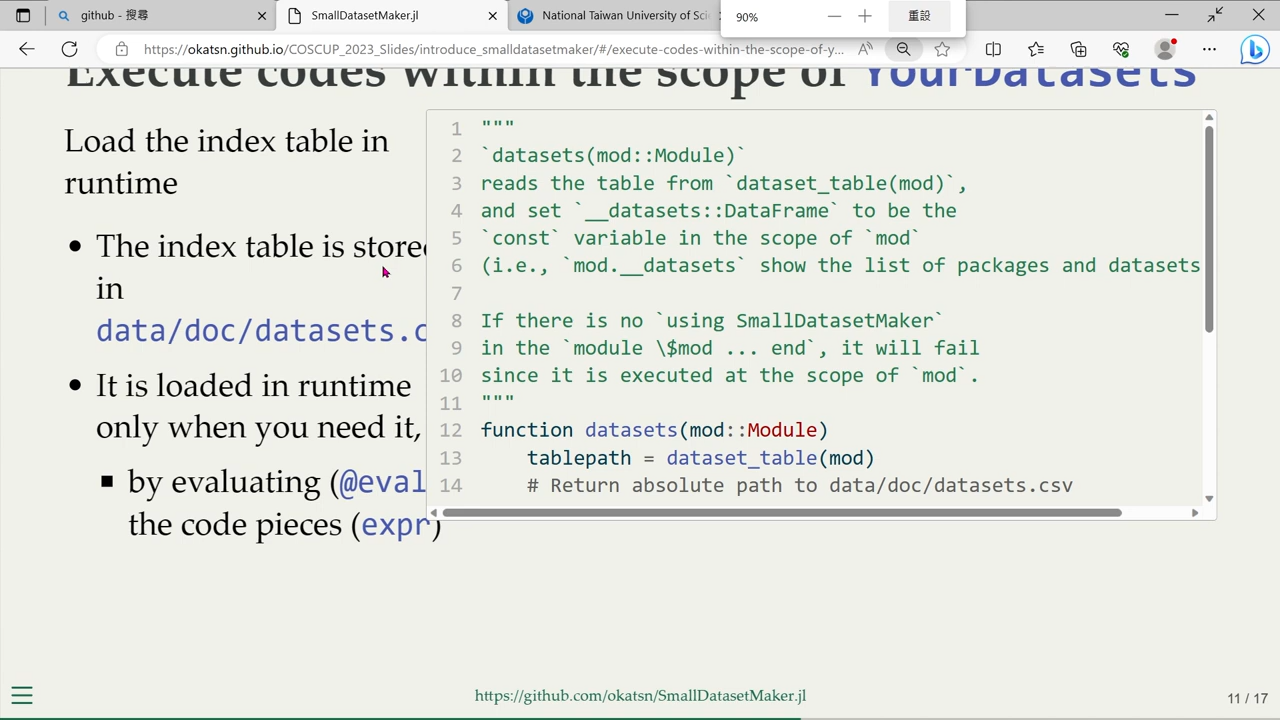 github - 搜尋
SmallDatasetMaker.jl
National Taiwan University of Sci
90%
重設
https://okatsn.github.io/COSCUP_2023_Slides/introduce_smalldatasetmaker/#/execute-codes-within-the-scope-of-y...
Execute codes within the scope of YourDatasets
Load the index table in
runtime
• The index table is stored
in
data/doc/datasets.c
• It is loaded in runtime
only when you need it,
▪ by evaluating (@eval
the code pieces (expr)
1 """
2 `datasets(mod::Module)`
3 reads the table from `dataset_table(mod)`,
4 and set `__datasets::DataFrame` to be the
5 `const` variable in the scope of `mod`
6 (i.e., `mod.__datasets` show the list of packages and datasets
7
8 If there is no `using SmallDatasetMaker`
9 in the `module \$mod ... end`, it will fail
10 since it is executed at the scope of `mod`.
11 """
12 function datasets(mod::Module)
13     tablepath = dataset_table(mod)
14     # Return absolute path to data/doc/datasets.csv
https://github.com/okatsn/SmallDatasetMaker.jl
11 / 17